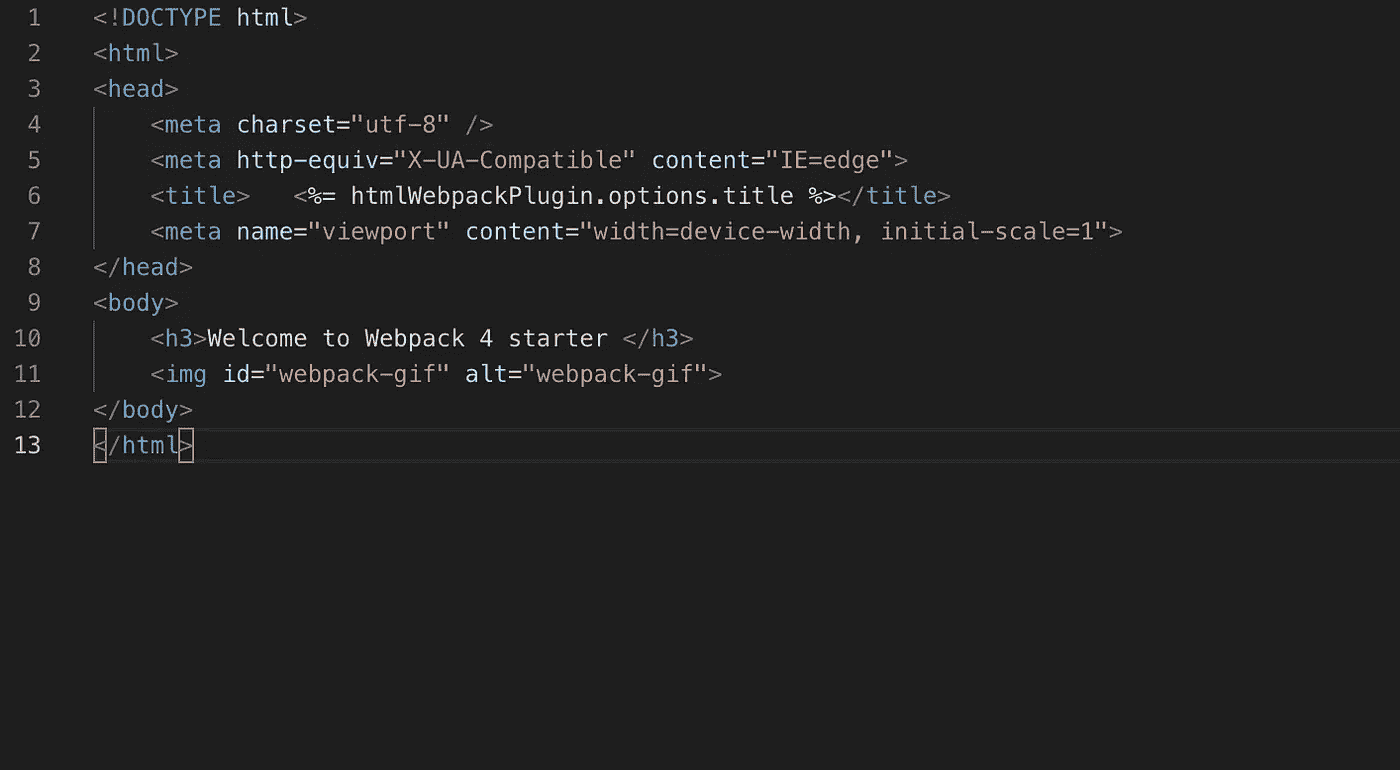 1 <!DOCTYPE html>
2 <html>
3 <head>
4     <meta charset="utf-8" />
5     <meta http-equiv="X-UA-Compatible" content="IE=edge">
6     <title>   <%= htmlWebpackPlugin.options.title %></title>
7     <meta name="viewport" content="width=device-width, initial-scale=1">
8 </head>
9 <body>
10     <h3>Welcome to Webpack 4 starter </h3>
11     <img id="webpack-gif" alt="webpack-gif">
12 </body>
13 </html>